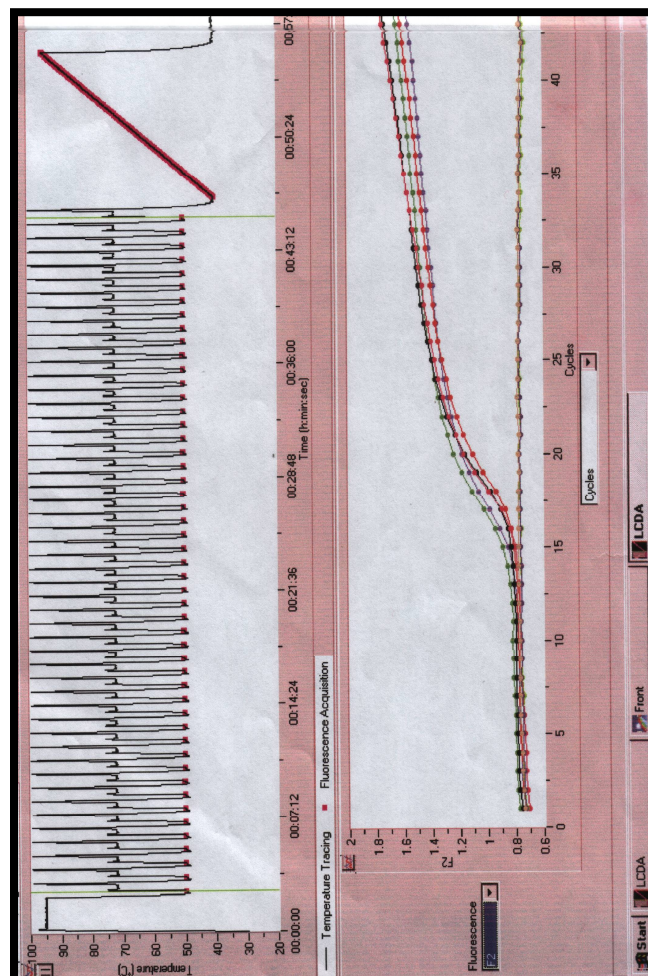 100
90
80
70
60
50
40
30
20
Temperature (°C)
00:00:00
00:07:12
00:14:24
00:21:36
00:28:48
00:36:00
00:43:12
00:50:24
00:57
Time (h:min:sec)
Temperature Tracing
Fluorescence Acquisition
Fluorescence
F2
2
1.8
1.6
1.4
1.2
1
0.8
0.6
F2
0
5
10
15
20
25
30
35
40
Cycles
Cycles
Start
LCDA
Front
LCDA